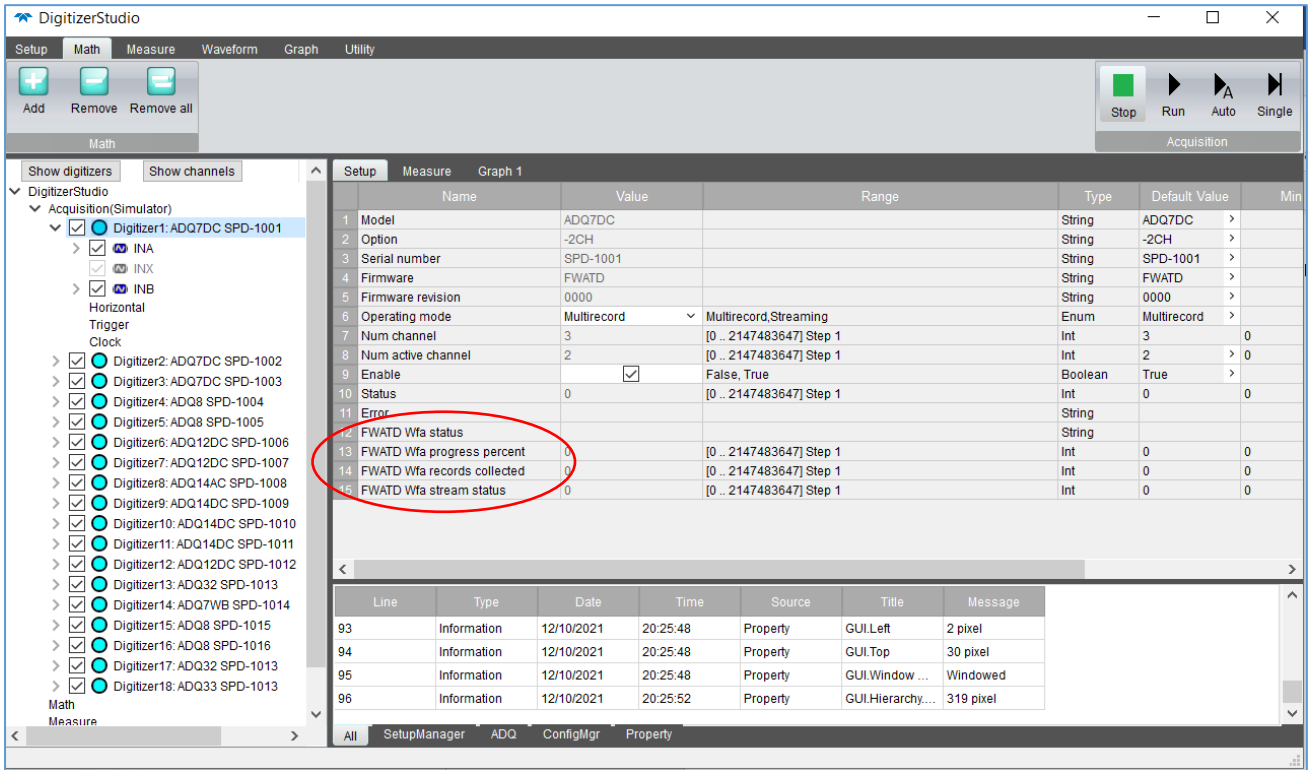 DigitizerStudio
Setup Math Measure Waveform Graph Utility
Add Remove Remove all
Math
Stop Run Auto Single
A
Acquisition
Show digitizers Show channels
DigitizerStudio
Acquisition(Simulator)
Digitizer1: ADQ7DC SPD-1001
INA
INX
INB
Horizontal
Trigger
Clock
Digitizer2: ADQ7DC SPD-1002
Digitizer3: ADQ7DC SPD-1003
Digitizer4: ADQ8 SPD-1004
Digitizer5: ADQ8 SPD-1005
Digitizer6: ADQ12DC SPD-1006
Digitizer7: ADQ12DC SPD-1007
Digitizer8: ADQ14AC SPD-1008
Digitizer9: ADQ14DC SPD-1009
Digitizer10: ADQ14DC SPD-1010
Digitizer11: ADQ14DC SPD-1011
Digitizer12: ADQ12DC SPD-1012
Digitizer13: ADQ32 SPD-1013
Digitizer14: ADQ7WB SPD-1014
Digitizer15: ADQ8 SPD-1015
Digitizer16: ADQ8 SPD-1016
Digitizer17: ADQ32 SPD-1013
Digitizer18: ADQ33 SPD-1013
Math
Measure
Setup Measure Graph 1
Name Value Range Type Default Value Min
1 Model ADQ7DC String ADQ7DC
2 Option -2CH String -2CH
3 Serial number SPD-1001 String SPD-1001
4 Firmware FWATD String FWATD
5 Firmware revision 0000 String 0000
6 Operating mode Multirecord Multirecord,Streaming Enum Multirecord
7 Num channel 3 [0 .. 2147483647] Step 1 Int 3 0
8 Num active channel 2 [0 .. 2147483647] Step 1 Int 2 0
9 Enable False, True Boolean True
10 Status 0 [0 .. 2147483647] Step 1 Int 0 0
11 Error String
12 FWATD Wfa status String
13 FWATD Wfa progress percent 0 [0 .. 2147483647] Step 1 Int 0 0
14 FWATD Wfa records collected 0 [0 .. 2147483647] Step 1 Int 0 0
15 FWATD Wfa stream status 0 [0 .. 2147483647] Step 1 Int 0 0
Line Type Date Time Source Title Message
93 Information 12/10/2021 20:25:48 Property GUI.Left 2 pixel
94 Information 12/10/2021 20:25:48 Property GUI.Top 30 pixel
95 Information 12/10/2021 20:25:48 Property GUI.Window ... Windowed
96 Information 12/10/2021 20:25:52 Property GUI.Hierarchy.... 319 pixel
All SetupManager ADQ ConfigMgr Property